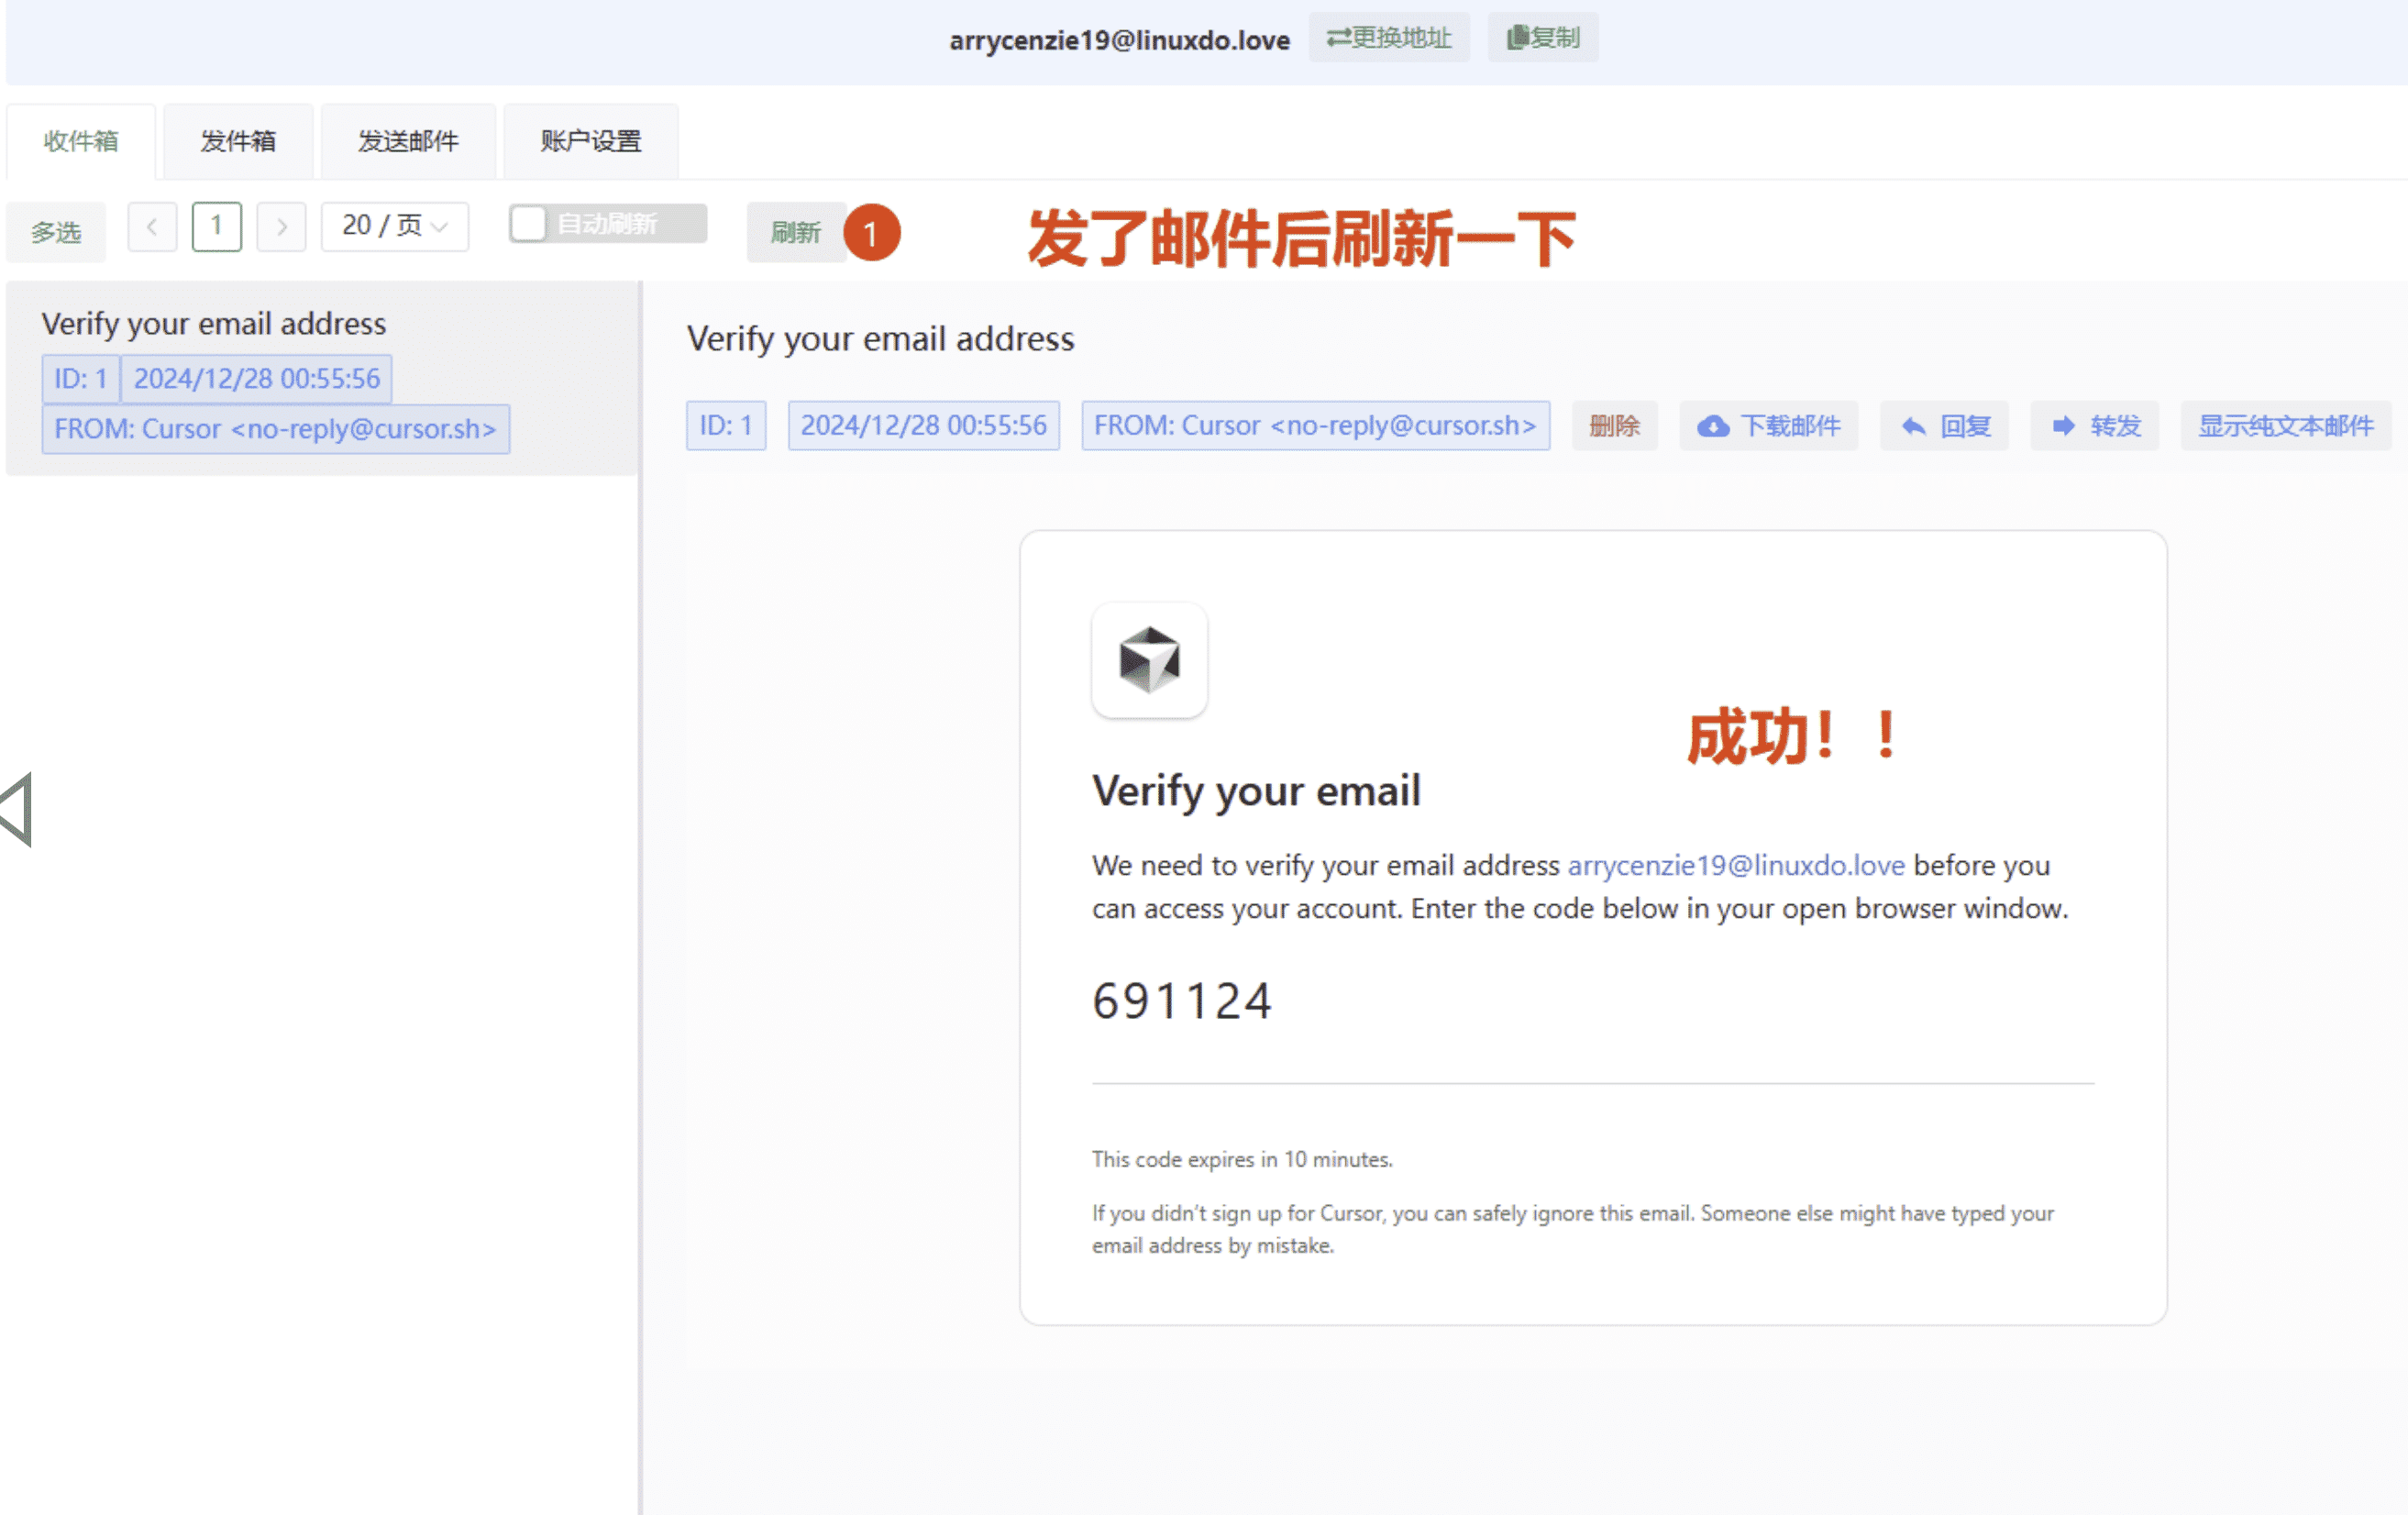 arrycenzie19@linuxdo.love 更换地址 复制
收件箱 发件箱 发送邮件 账户设置
多选 1 20 / 页 自动刷新 刷新 1 发了邮件后刷新一下
Verify your email address
ID: 1 2024/12/28 00:55:56
FROM: Cursor <no-reply@cursor.sh>
Verify your email address
ID: 1 2024/12/28 00:55:56 FROM: Cursor <no-reply@cursor.sh> 删除 下载邮件 回复 转发 显示纯文本邮件
成功！！
Verify your email
We need to verify your email address arrycenzie19@linuxdo.love before you
can access your account. Enter the code below in your open browser window.
691124
This code expires in 10 minutes.
If you didn’t sign up for Cursor, you can safely ignore this email. Someone else might have typed your
email address by mistake.